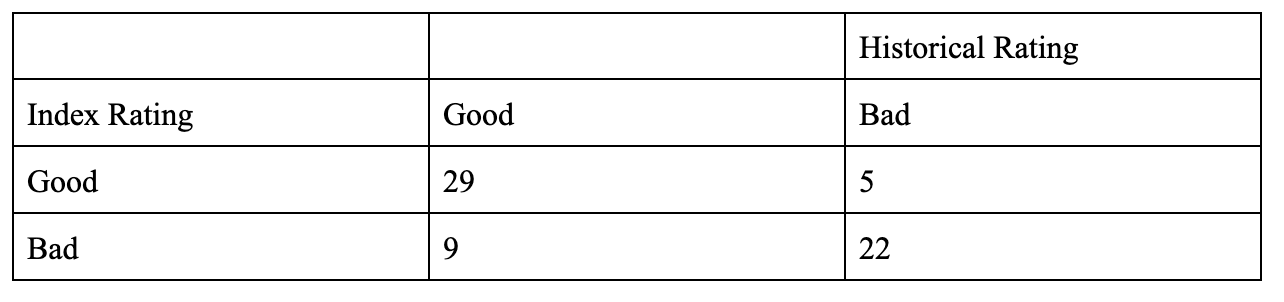 Historical Rating
Index Rating Good Bad
Good 29 5
Bad 9 22